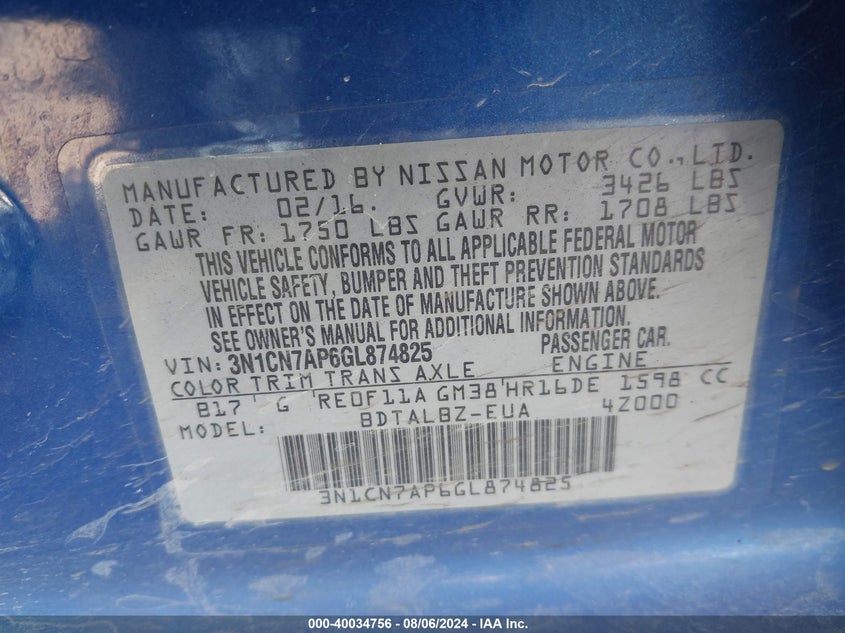 MANUFACTURED BY NISSAN MOTOR CO., LTD.
DATE: 02/16. GVWR: 3426 LBS
GAWR FR: 1750 LBS GAWR RR: 1708 LBS
THIS VEHICLE CONFORMS TO ALL APPLICABLE FEDERAL MOTOR
VEHICLE SAFETY, BUMPER AND THEFT PREVENTION STANDARDS
IN EFFECT ON THE DATE OF MANUFACTURE SHOWN ABOVE.
SEE OWNER'S MANUAL FOR ADDITIONAL INFORMATION
VIN: 3N1CN7AP6GL874825 PASSENGER CAR.
COLOR TRIM TRANS AXLE ENGINE
B17 G RE0F11A GM38 HR16DE 1598 CC
MODEL: BDTALBZ-EUA 4Z000
3N1CN7AP6GL874825
000-40034756 - 08/06/2024 - IAA Inc.